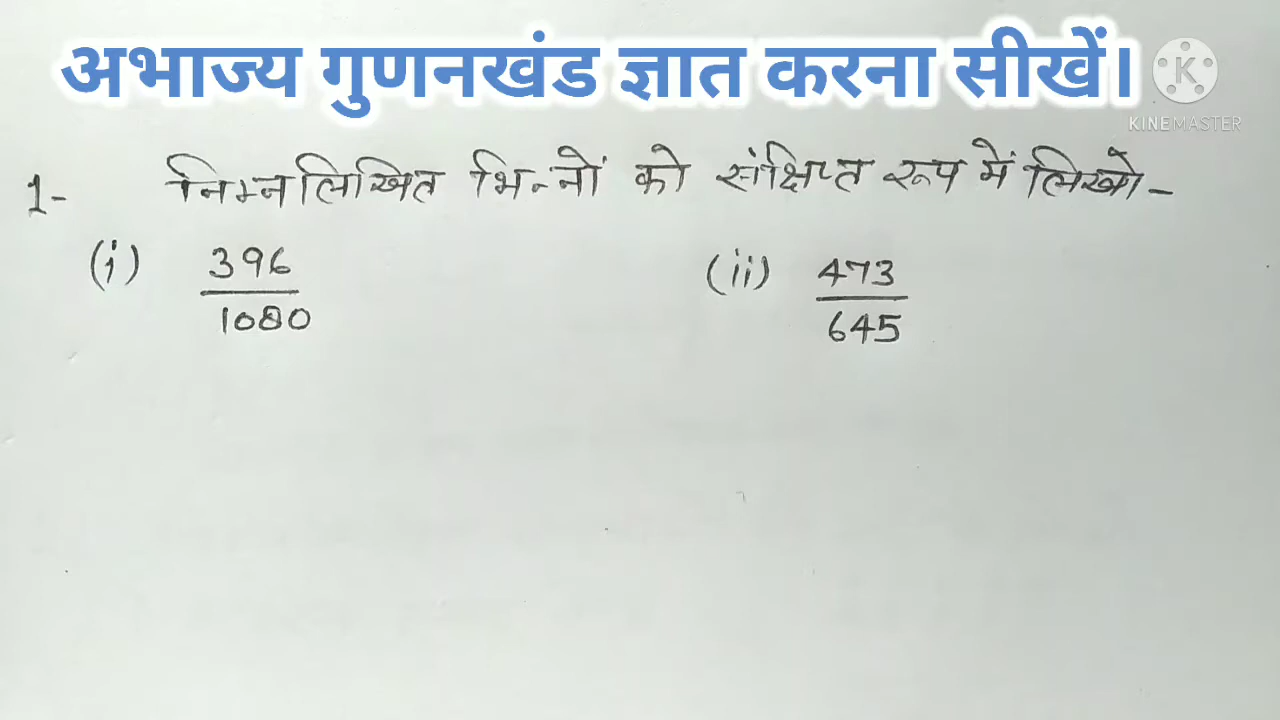 अभाज्य गुणनखंड ज्ञात करना सीखें।
K
KINEMASTER
1- निम्नलिखित भिन्नों को संक्षिप्त रूप में लिखो-
(i) 396/1080 (ii) 473/645